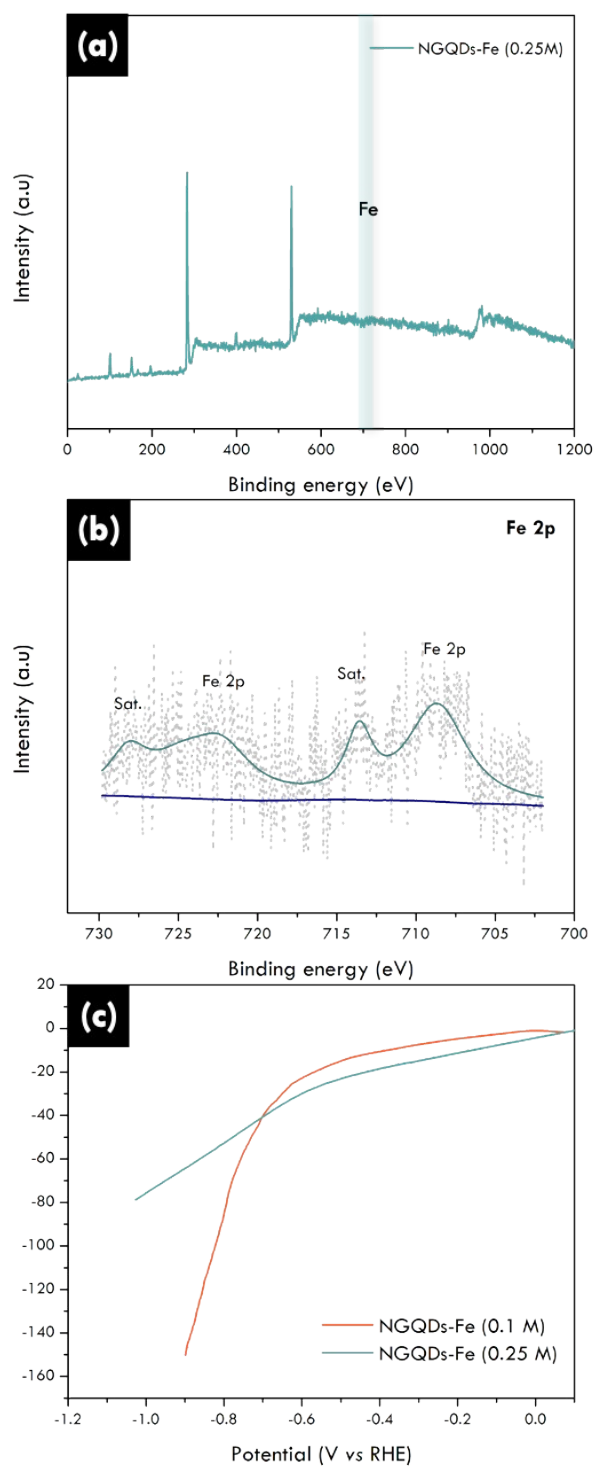 (a)
NGQDs-Fe (0.25M)
Fe
Intensity (a.u)
0 200 400 600 800 1000 1200
Binding energy (eV)
(b)
Fe 2p
Sat.
Fe 2p
Sat.
Fe 2p
Intensity (a.u)
730 725 720 715 710 705 700
Binding energy (eV)
(c)
20
0
-20
-40
-60
-80
-100
-120
-140
-160
NGQDs-Fe (0.1 M)
NGQDs-Fe (0.25 M)
-1.2 -1.0 -0.8 -0.6 -0.4 -0.2 0.0
Potential (V vs RHE)